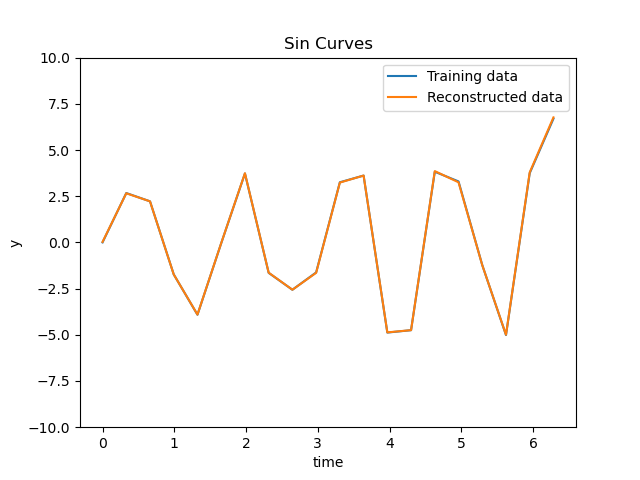 Sin Curves
Training data
Reconstructed data
10.0
7.5
5.0
2.5
0.0
−2.5
−5.0
−7.5
−10.0
y
0 1 2 3 4 5 6
time